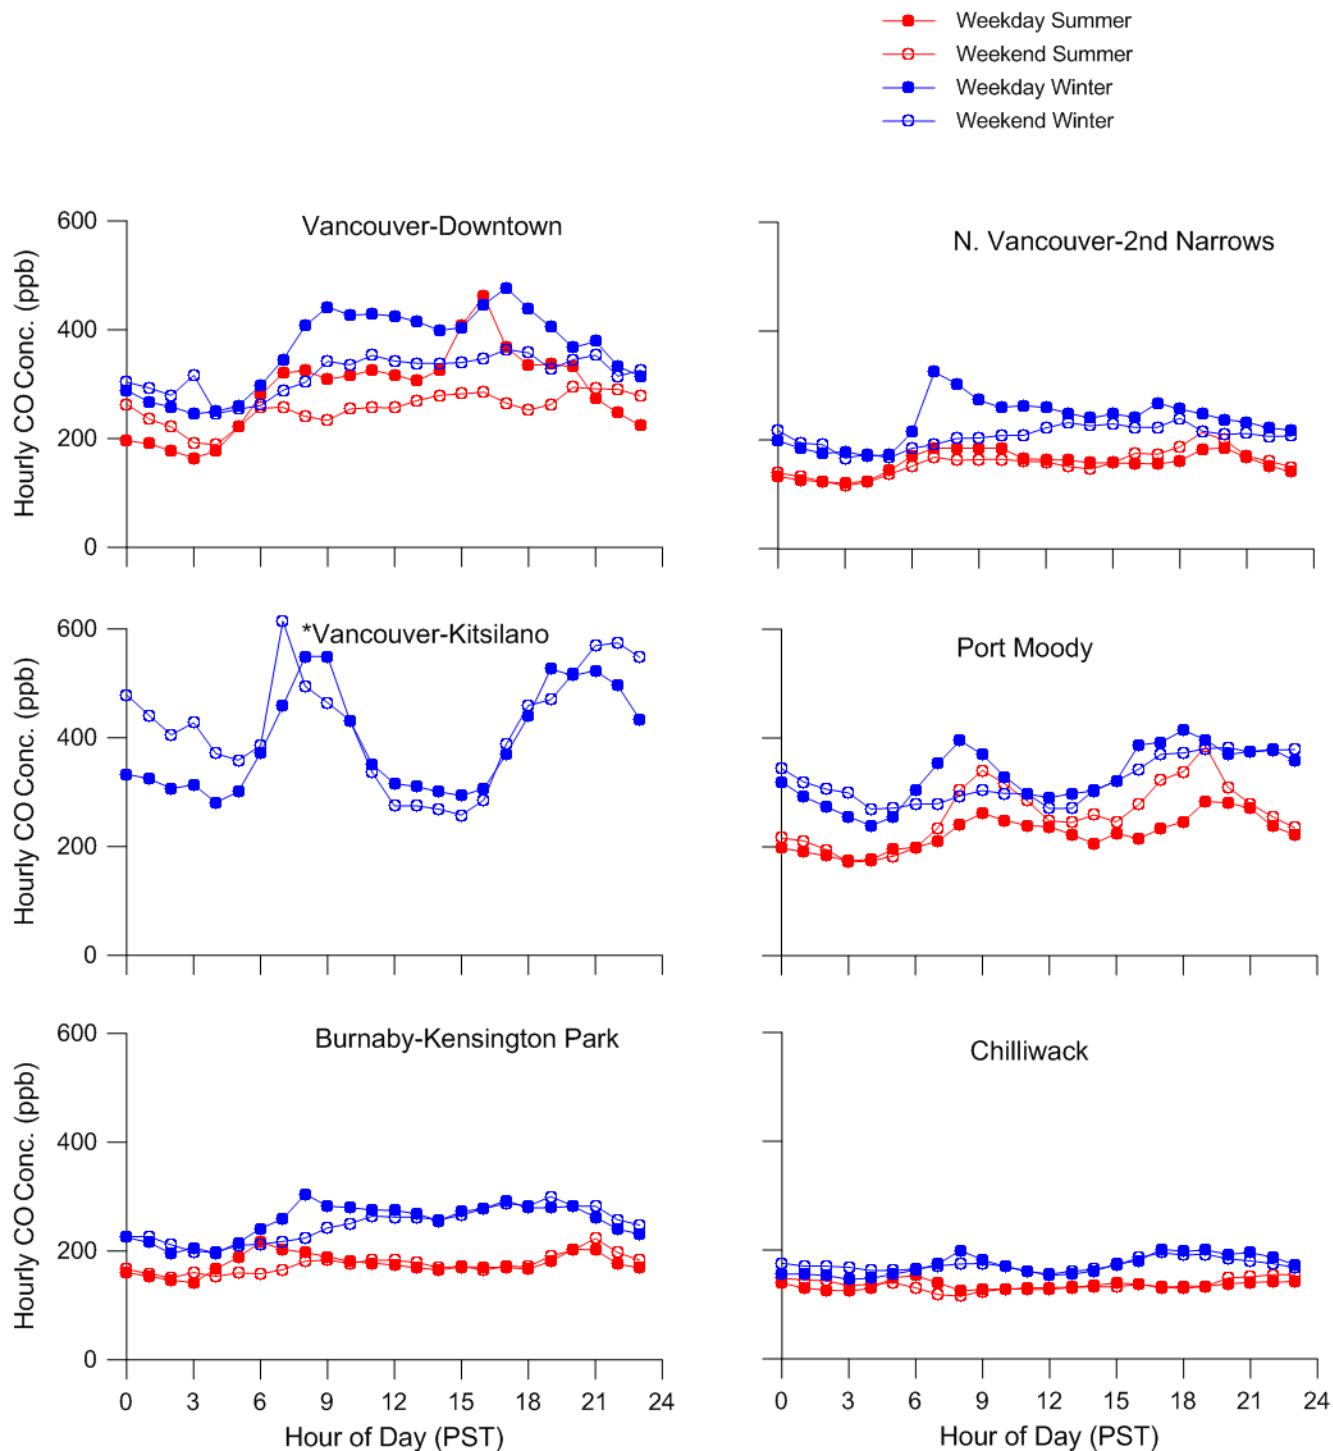 Weekday Summer
Weekend Summer
Weekday Winter
Weekend Winter
Vancouver-Downtown
600
400
200
0
Hourly CO Conc. (ppb)
N. Vancouver-2nd Narrows
*Vancouver-Kitsilano
600
400
200
0
Hourly CO Conc. (ppb)
Port Moody
Burnaby-Kensington Park
600
400
200
0
Hourly CO Conc. (ppb)
0 3 6 9 12 15 18 21 24
Hour of Day (PST)
Chilliwack
0 3 6 9 12 15 18 21 24
Hour of Day (PST)